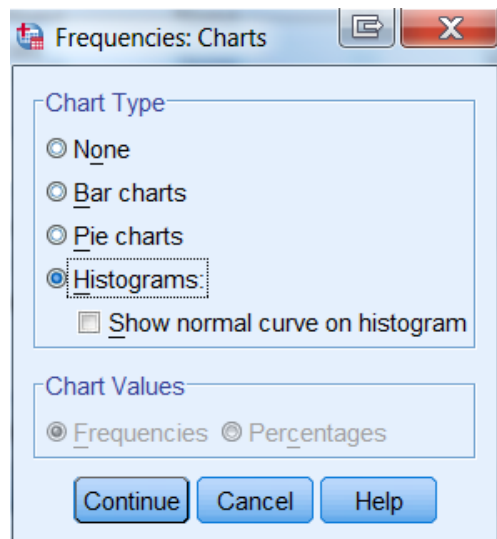 Frequencies: Charts
Chart Type
None
Bar charts
Pie charts
Histograms:
Show normal curve on histogram
Chart Values
Frequencies Percentages
Continue Cancel Help